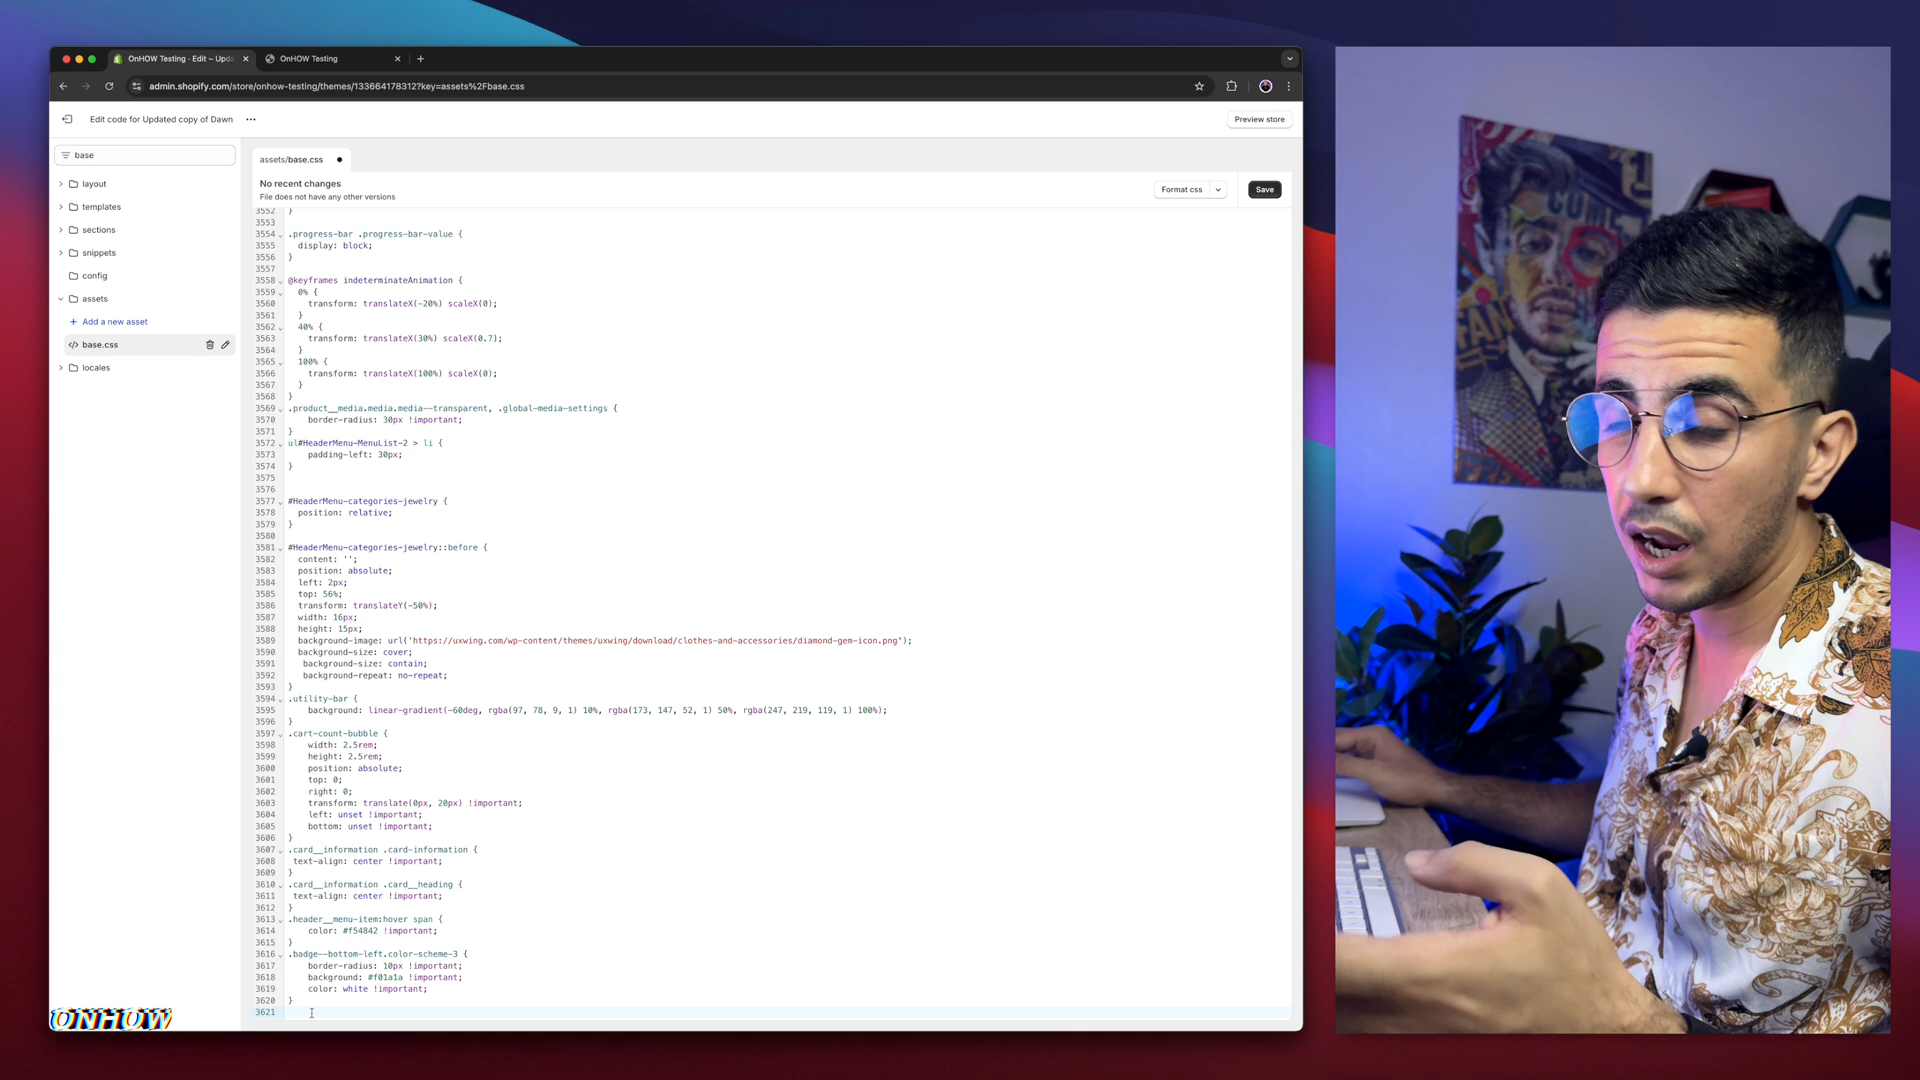 OnHOW Testing · Edit ~ Upda
OnHOW Testing
admin.shopify.com/store/onhow-testing/themes/133664178312?key=assets%2Fbase.css
Edit code for Updated copy of Dawn
Preview store
base
assets/base.css
layout
No recent changes
Format css
Save
File does not have any other versions
templates
sections
snippets
config
assets
Add a new asset
base.css
locales
3552 }
3553
3554 .progress-bar .progress-bar-value {
3555 display: block;
3556 }
3557
3558 @keyframes indeterminateAnimation {
3559 0% {
3560 transform: translateX(-20%) scaleX(0);
3561 }
3562 40% {
3563 transform: translateX(30%) scaleX(0.7);
3564 }
3565 100% {
3566 transform: translateX(100%) scaleX(0);
3567 }
3568 }
3569 .product__media.media.media--transparent, .global-media-settings {
3570 border-radius: 30px !important;
3571 }
3572 ul#HeaderMenu-MenuList-2 > li {
3573 padding-left: 30px;
3574 }
3575
3576
3577 #HeaderMenu-categories-jewelry {
3578 position: relative;
3579 }
3580
3581 #HeaderMenu-categories-jewelry::before {
3582 content: '';
3583 position: absolute;
3584 left: 2px;
3585 top: 56%;
3586 transform: translateY(-50%);
3587 width: 16px;
3588 height: 15px;
3589 background-image: url('https://uxwing.com/wp-content/themes/uxwing/download/clothes-and-accessories/diamond-gem-icon.png');
3590 background-size: cover;
3591 background-size: contain;
3592 background-repeat: no-repeat;
3593 }
3594 .utility-bar {
3595 background: linear-gradient(-60deg, rgba(97, 78, 9, 1) 10%, rgba(173, 147, 52, 1) 50%, rgba(247, 219, 119, 1) 100%);
3596 }
3597 .cart-count-bubble {
3598 width: 2.5rem;
3599 height: 2.5rem;
3600 position: absolute;
3601 top: 0;
3602 right: 0;
3603 transform: translate(0px, 20px) !important;
3604 left: unset !important;
3605 bottom: unset !important;
3606 }
3607 .card__information .card-information {
3608 text-align: center !important;
3609 }
3610 .card__information .card__heading {
3611 text-align: center !important;
3612 }
3613 .header__menu-item:hover span {
3614 color: #f54842 !important;
3615 }
3616 .badge--bottom-left.color-scheme-3 {
3617 border-radius: 10px !important;
3618 background: #f01a1a !important;
3619 color: white !important;
3620 }
3621
ONHOW